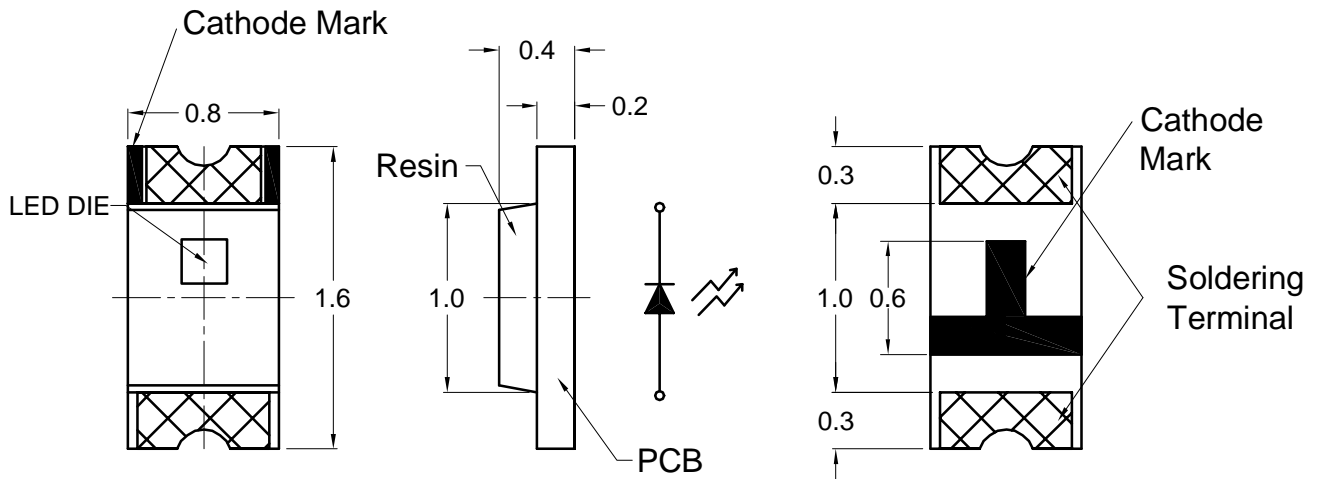 Cathode Mark
0.8
LED DIE
1.6
0.4
0.2
Resin
1.0
PCB
Cathode
Mark
0.3
1.0
0.6
Soldering
Terminal
0.3